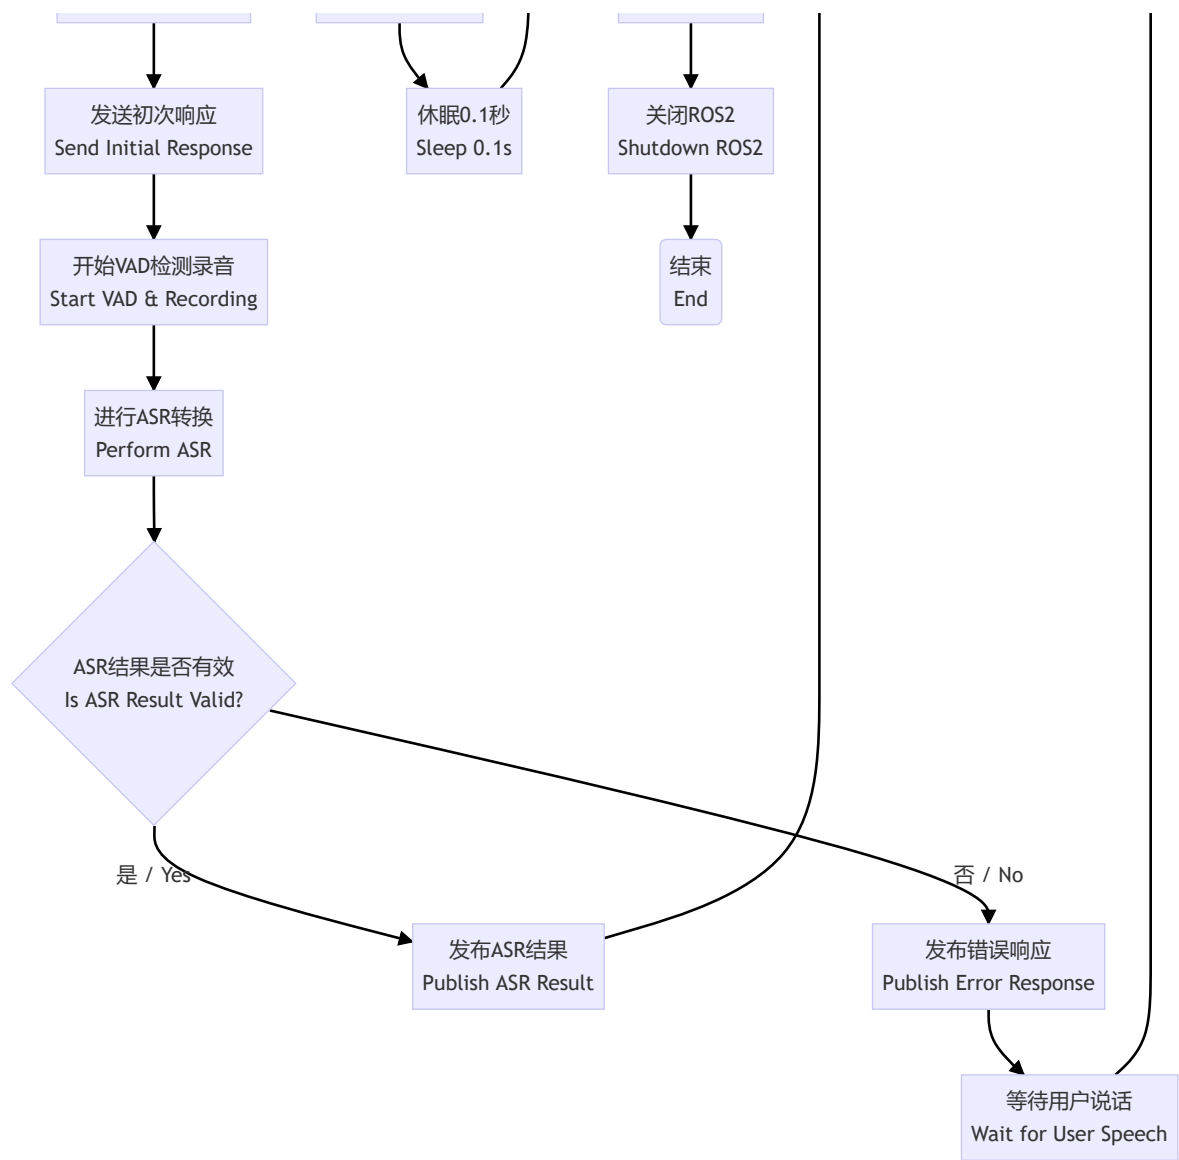 发送初次响应
Send Initial Response
休眠0.1秒
Sleep 0.1s
关闭ROS2
Shutdown ROS2
开始VAD检测录音
Start VAD & Recording
结束
End
进行ASR转换
Perform ASR
ASR结果是否有效
Is ASR Result Valid?
是 / Yes
否 / No
发布ASR结果
Publish ASR Result
发布错误响应
Publish Error Response
等待用户说话
Wait for User Speech